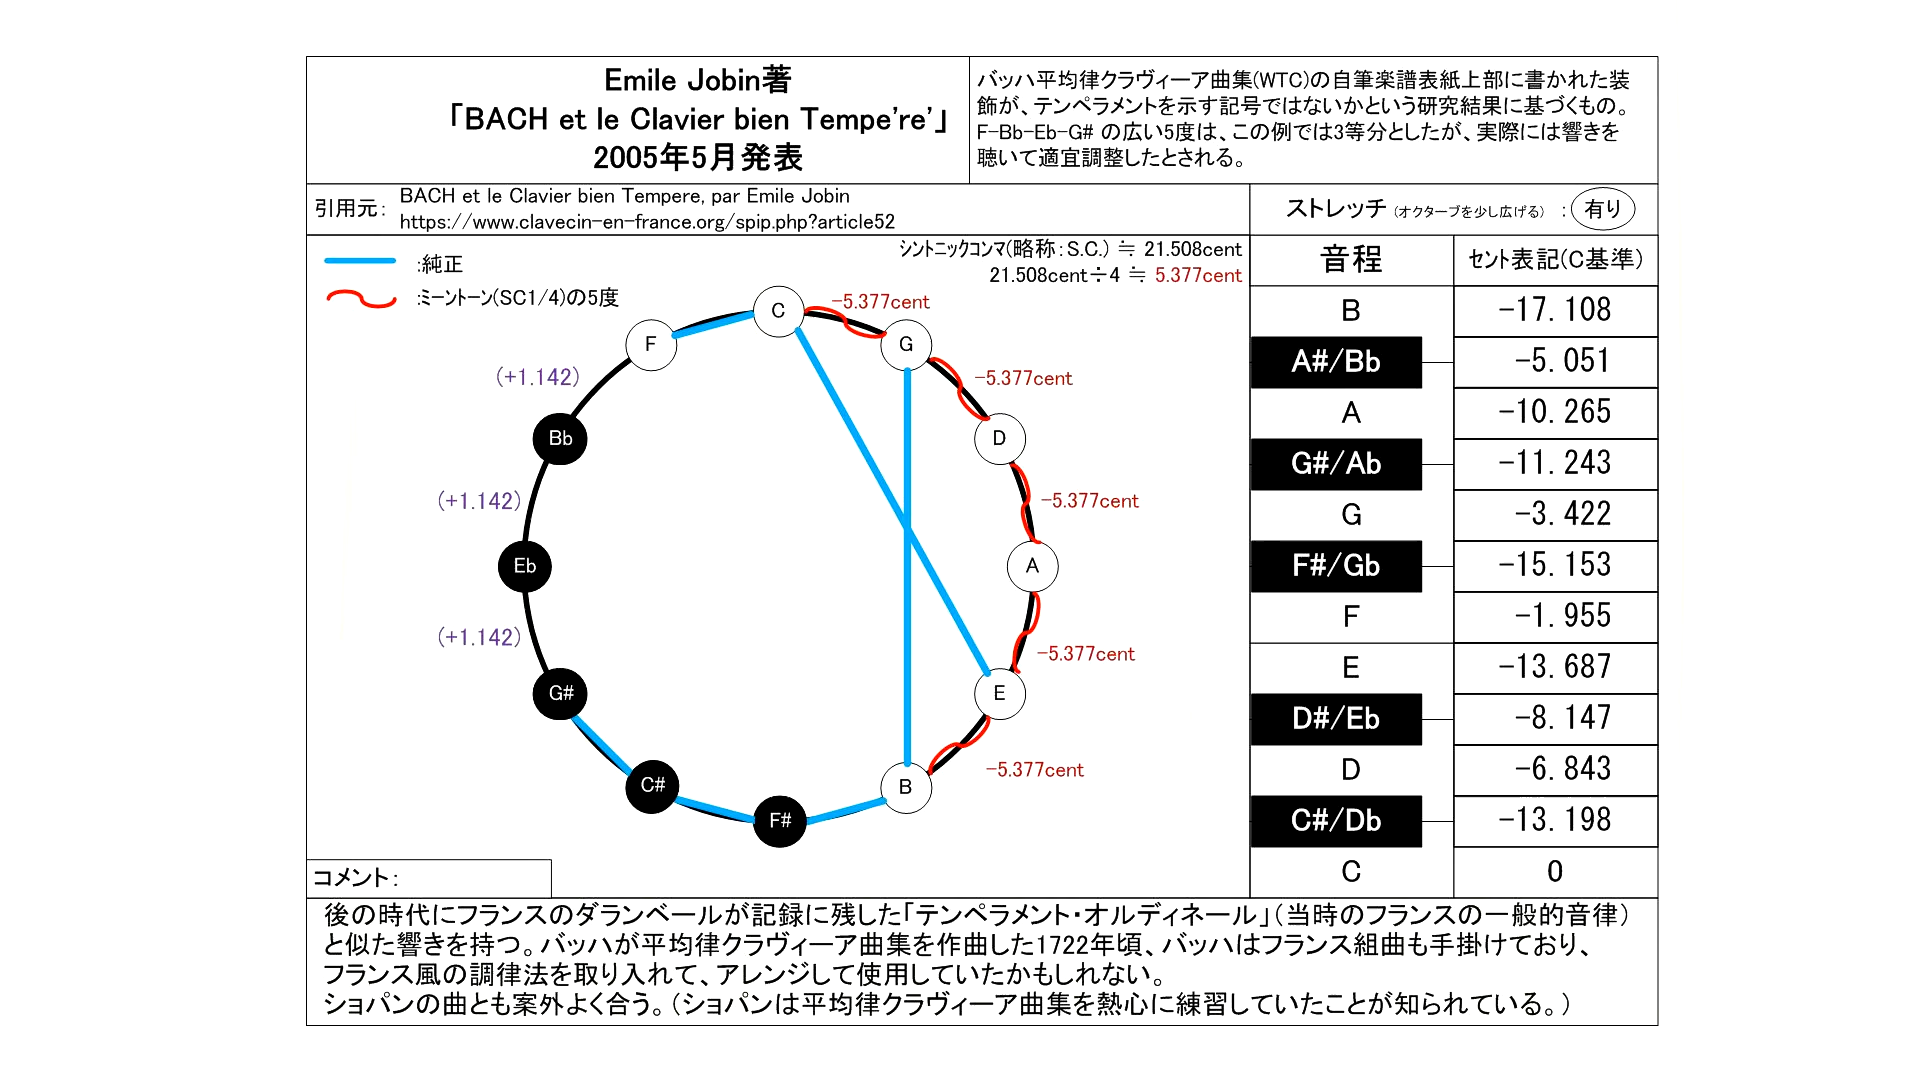 Emile Jobin著
「BACH et le Clavier bien Tempe're'」
2005年5月発表
バッハ平均律クラヴィーア曲集(WTC)の自筆楽譜表紙上部に書かれた装
飾が、テンペラメントを示す記号ではないかという研究結果に基づくもの。
F-Bb-Eb-G# の広い5度は、この例では3等分としたが、実際には響きを
聴いて適宜調整したとされる。
引用元:
BACH et le Clavier bien Tempere, par Emile Jobin
https://www.clavecin-en-france.org/spip.php?article52
ストレッチ (オクターブを少し広げる) : 有り
シントニックコンマ(略称:S.C.) ≒ 21.508cent
21.508cent÷4 ≒ 5.377cent
:純正
:ミーントーン(SC1/4)の5度
C
-5.377cent
G
-5.377cent
D
-5.377cent
A
-5.377cent
E
-5.377cent
B
F#
C#
G#
(+1.142)
Eb
(+1.142)
Bb
(+1.142)
F
音程 セント表記(C基準)
B -17.108
A#/Bb -5.051
A -10.265
G#/Ab -11.243
G -3.422
F#/Gb -15.153
F -1.955
E -13.687
D#/Eb -8.147
D -6.843
C#/Db -13.198
C 0
コメント:
後の時代にフランスのダランベールが記録に残した「テンペラメント・オルディネール」(当時のフランスの一般的音律)
と似た響きを持つ。バッハが平均律クラヴィーア曲集を作曲した1722年頃、バッハはフランス組曲も手掛けており、
フランス風の調律法を取り入れて、アレンジして使用していたかもしれない。
ショパンの曲とも案外よく合う。(ショパンは平均律クラヴィーア曲集を熱心に練習していたことが知られている。)